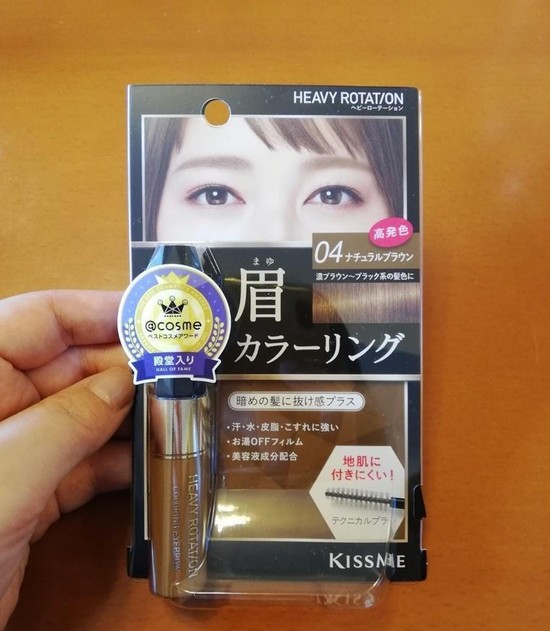 HEAVY ROTATION
ヘビーローテーション
高発色
04 ナチュラルブラウン
濃ブラウン〜ブラック系の髪色に
まゆ
眉
カラーリング
@cosme
ベストコスメアワード
殿堂入り
HALL OF FAME
暗めの髪に抜け感プラス
・汗・水・皮脂・こすれに強い
・お湯OFFフィルム
・美容液成分配合
地肌に
付きにくい!
テクニカルブラシ
HEAVY ROTATION
COLORING EYEBROW
KISSME